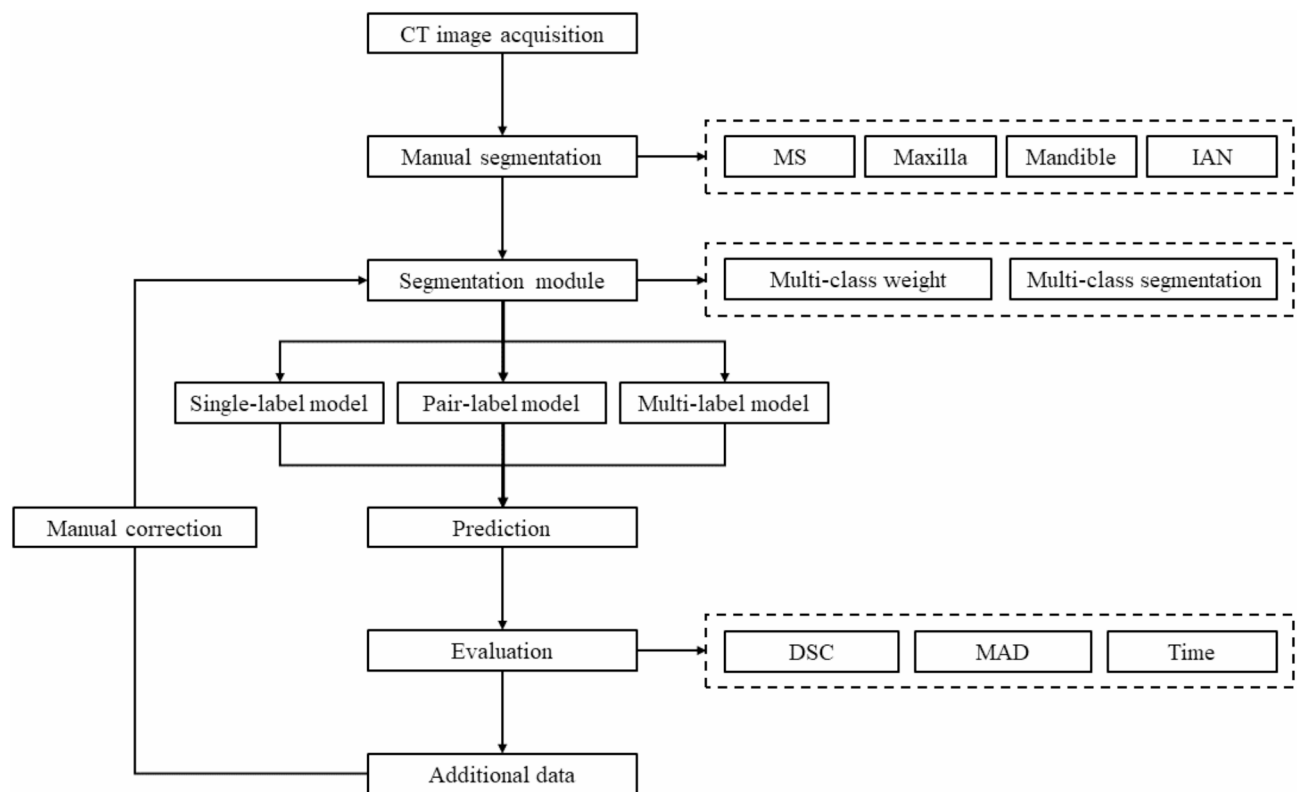 CT image acquisition
Manual segmentation
MS
Maxilla
Mandible
IAN
Segmentation module
Multi-class weight
Multi-class segmentation
Single-label model
Pair-label model
Multi-label model
Manual correction
Prediction
Evaluation
DSC
MAD
Time
Additional data